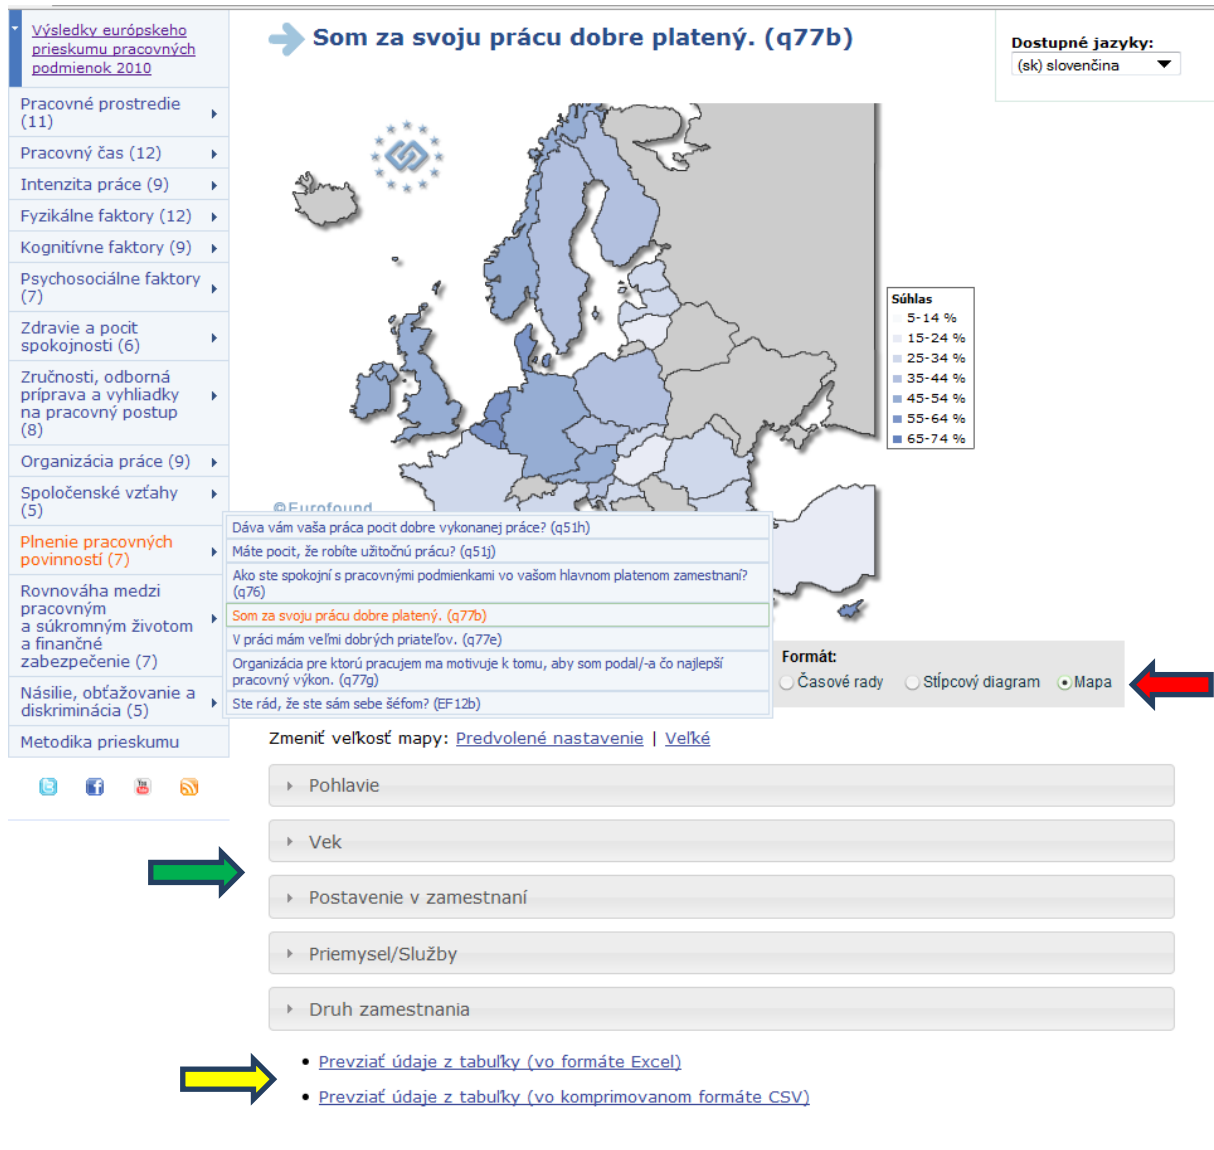 Výsledky európskeho
prieskumu pracovných
podmienok 2010
Pracovné prostredie
(11)
Pracovný čas (12)
Intenzita práce (9)
Fyzikálne faktory (12)
Kognitívne faktory (9)
Psychosociálne faktory
(7)
Zdravie a pocit
spokojnosti (6)
Zručnosti, odborná
príprava a vyhliadky
na pracovný postup
(8)
Organizácia práce (9)
Spoločenské vzťahy
(5)
Plnenie pracovných
povinností (7)
Rovnováha medzi
pracovným
a súkromným životom
a finančné
zabezpečenie (7)
Násilie, obťažovanie a
diskriminácia (5)
Metodika prieskumu
Som za svoju prácu dobre platený. (q77b)
Dostupné jazyky:
(sk) slovenčina
Súhlas
5-14 %
15-24 %
25-34 %
35-44 %
45-54 %
55-64 %
65-74 %
©Eurofound
Dáva vám vaša práca pocit dobre vykonanej práce? (q51h)
Máte pocit, že robíte užitočnú prácu? (q51j)
Ako ste spokojní s pracovnými podmienkami vo vašom hlavnom platenom zamestnaní?
(q76)
Som za svoju prácu dobre platený. (q77b)
V práci mám veľmi dobrých priateľov. (q77e)
Organizácia pre ktorú pracujem ma motivuje k tomu, aby som podal/-a čo najlepší
pracovný výkon. (q77g)
Ste rád, že ste sám sebe šéfom? (EF12b)
Formát:
Časové rady
Stĺpcový diagram
Mapa
Zmeniť veľkosť mapy: Predvolené nastavenie | Veľké
Pohlavie
Vek
Postavenie v zamestnaní
Priemysel/Služby
Druh zamestnania
Prevziať údaje z tabuľky (vo formáte Excel)
Prevziať údaje z tabuľky (vo komprimovanom formáte CSV)
You
Tube